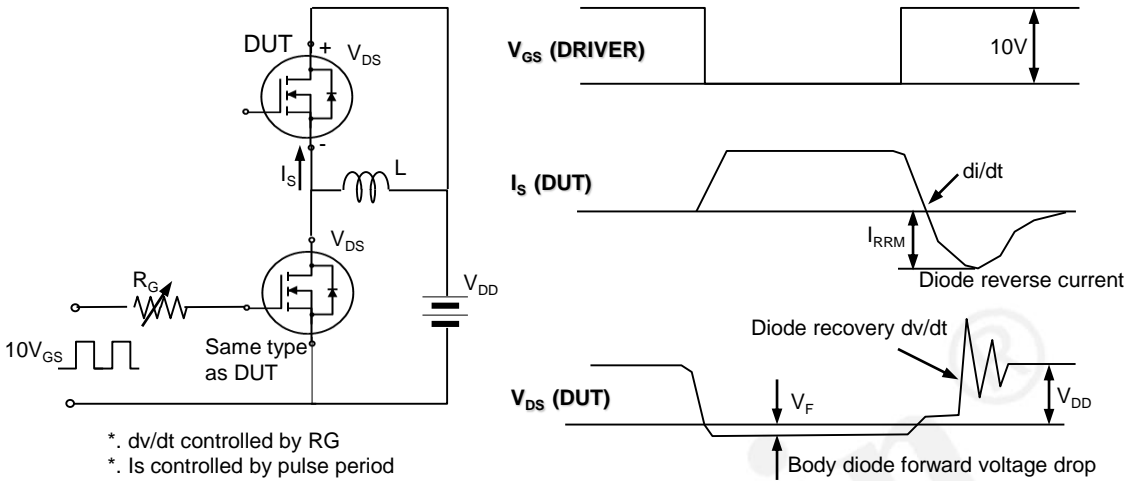 DUT
+
V_DS
-
I_S
L
V_DS
R_G
V_DD
10V_GS
Same type
as DUT
*. dv/dt controlled by RG
*. Is controlled by pulse period
V_GS (DRIVER)
10V
I_S (DUT)
di/dt
I_RRM
Diode reverse current
Diode recovery dv/dt
V_DS (DUT)
V_F
V_DD
Body diode forward voltage drop